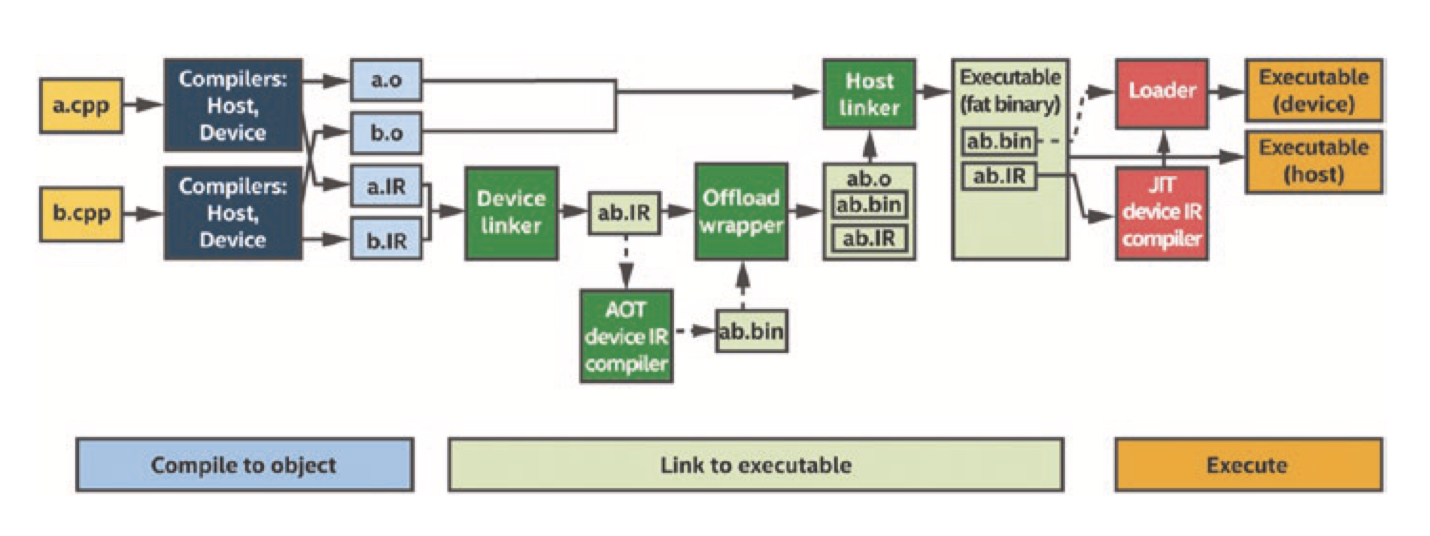 a.cpp
Compilers:
Host,
Device
a.o
b.o
b.cpp
Compilers:
Host,
Device
a.IR
b.IR
Device
linker
ab.IR
AOT
device IR
compiler
ab.bin
Offload
wrapper
ab.o
ab.bin
ab.IR
Host
linker
Executable
(fat binary)
ab.bin
ab.IR
Loader
JIT
device IR
compiler
Executable
(device)
Executable
(host)
Compile to object
Link to executable
Execute